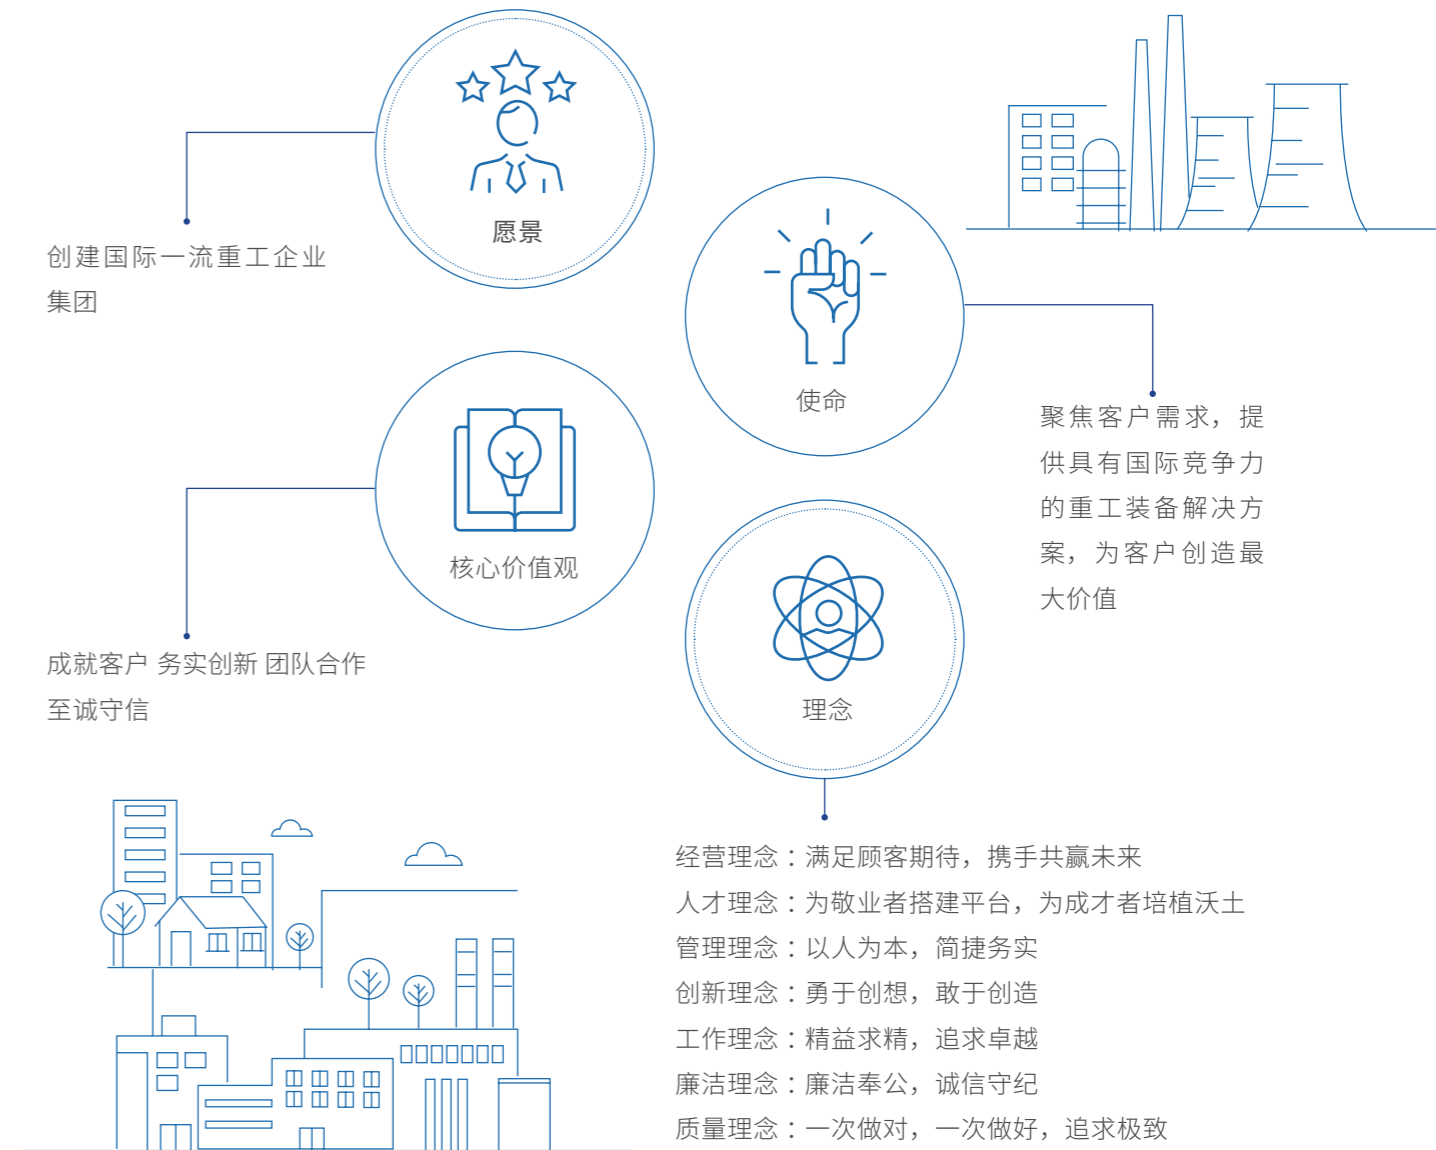 愿景
创建国际一流重工企业
集团
使命
聚焦客户需求，提
供具有国际竞争力
的重工装备解决方
案，为客户创造最
大价值
核心价值观
成就客户 务实创新 团队合作
至诚守信
理念
经营理念：满足顾客期待，携手共赢未来
人才理念：为敬业者搭建平台，为成才者培植沃土
管理理念：以人为本，简捷务实
创新理念：勇于创想，敢于创造
工作理念：精益求精，追求卓越
廉洁理念：廉洁奉公，诚信守纪
质量理念：一次做对，一次做好，追求极致